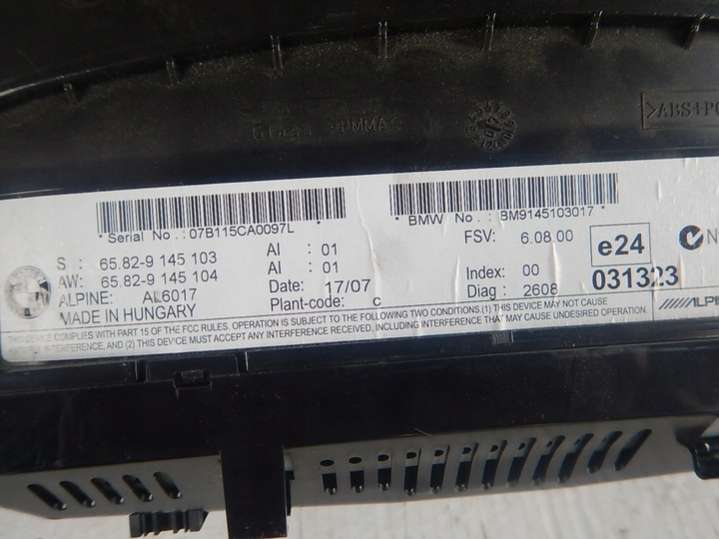 >ABS+PC
* Serial No : :07B115CA0097L *
* BMW No : : BM9145103017 *
S : 65.82-9 145 103 AI : 01
AW: 65.82-9 145 104 AI : 01
ALPINE: AL6017 Date: 17/07
MADE IN HUNGARY Plant-code: C
FSV: 6.08.00
Index: 00
Diag : 2608
e24
031323
N
ALPI
COMPLIES WITH PART 15 OF THE FCC RULES. OPERATION IS SUBJECT TO THE FOLLOWING TWO CONDITIONS (1) THIS DEVICE MAY NOT CAUSE
INTERFERENCE, AND (2) THIS DEVICE MUST ACCEPT ANY INTERFERENCE RECEIVED, INCLUDING INTERFERENCE THAT MAY CAUSE UNDESIRED OPERATION.